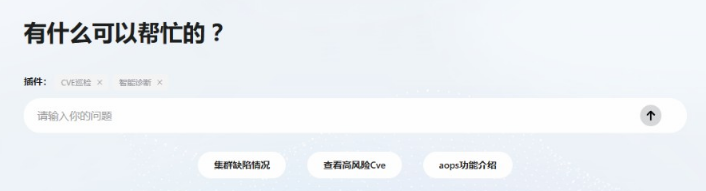 有什么可以帮忙的？
插件： CVE巡检 × 智能诊断 ×
请输入你的问题
集群缺陷情况 查看高风险Cve aops功能介绍